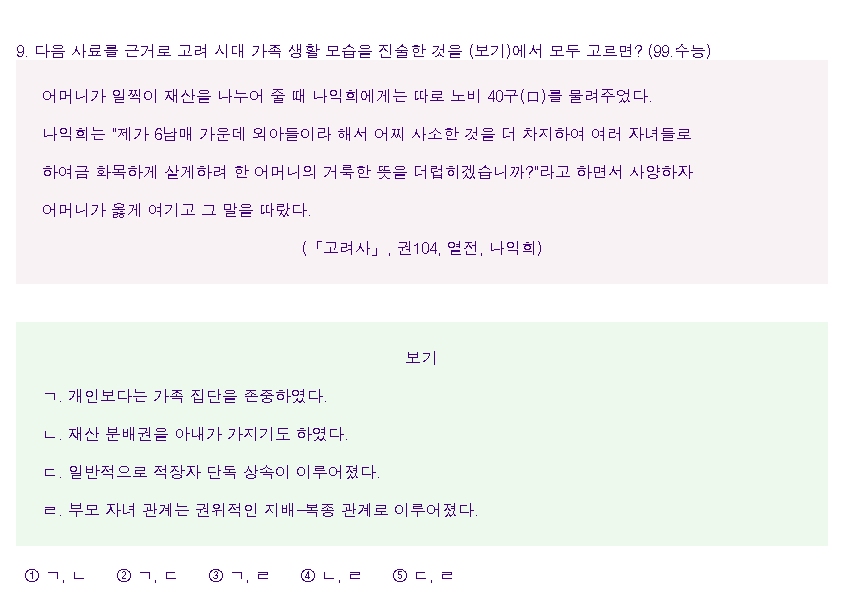 9. 다음 사료를 근거로 고려 시대 가족 생활 모습을 진술한 것을 (보기)에서 모두 고르면? (99.수능)
어머니가 일찍이 재산을 나누어 줄 때 나익희에게는 따로 노비 40구(口)를 물려주었다.
나익희는 "제가 6남매 가운데 외아들이라 해서 어찌 사소한 것을 더 차지하여 여러 자녀들로
하여금 화목하게 살게하려 한 어머니의 거룩한 뜻을 더럽히겠습니까?"라고 하면서 사양하자
어머니가 옳게 여기고 그 말을 따랐다.
(「고려사」, 권104, 열전, 나익희)
보기
ㄱ. 개인보다는 가족 집단을 존중하였다.
ㄴ. 재산 분배권을 아내가 가지기도 하였다.
ㄷ. 일반적으로 적장자 단독 상속이 이루어졌다.
ㄹ. 부모 자녀 관계는 권위적인 지배-복종 관계로 이루어졌다.
① ㄱ, ㄴ ② ㄱ, ㄷ ③ ㄱ, ㄹ ④ ㄴ, ㄹ ⑤ ㄷ, ㄹ